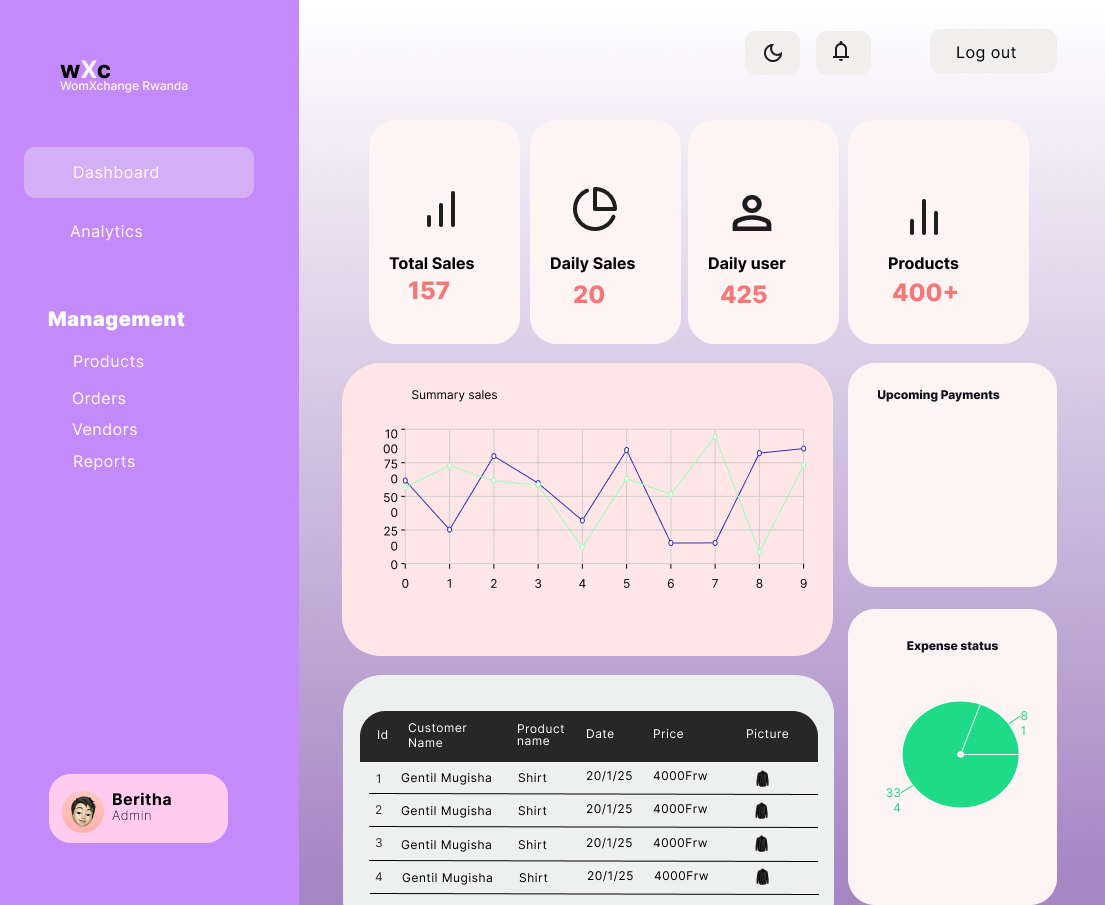 wXc
WomXchange Rwanda
Dashboard
Analytics
Management
Products
Orders
Vendors
Reports
Beritha
Admin
Log out
Total Sales
157
Daily Sales
20
Daily user
425
Products
400+
Summary sales
10
00
75
0
50
0
25
0
0
0 1 2 3 4 5 6 7 8 9
Upcoming Payments
Expense status
8
1
33
4
Id Customer Name Product name Date Price Picture
1 Gentil Mugisha Shirt 20/1/25 4000Frw
2 Gentil Mugisha Shirt 20/1/25 4000Frw
3 Gentil Mugisha Shirt 20/1/25 4000Frw
4 Gentil Mugisha Shirt 20/1/25 4000Frw